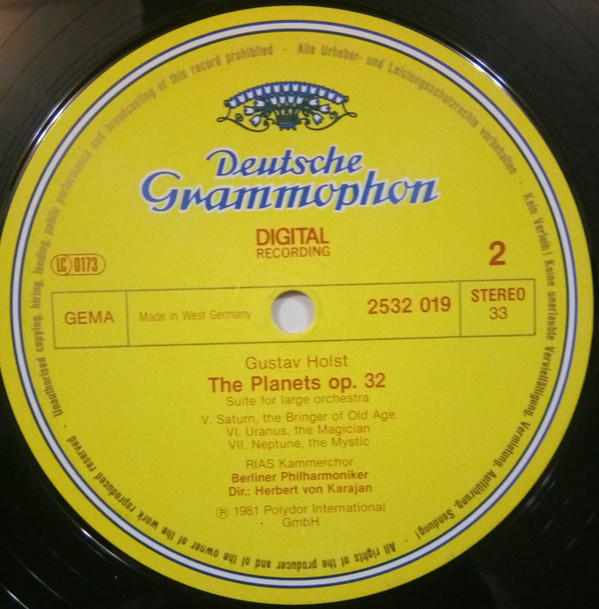 Deutsche
Grammophon
DIGITAL
RECORDING
2
LC 0173
GEMA
Made in West Germany
2532 019
STEREO
33
Gustav Holst
The Planets op. 32
Suite for large orchestra
V. Saturn, the Bringer of Old Age
VI. Uranus, the Magician
VII. Neptune, the Mystic
RIAS Kammerchor
Berliner Philharmoniker
Dir.: Herbert von Karajan
℗ 1981 Polydor International
GmbH
Alle Urheber- und Leistungsschutzrechte vorbehalten · Kein Verleih! Keine unerlaubte Vervielfältigung, Vermietung, Aufführung, Sendung! · All rights of the producer and of the owner of the work reproduced reserved · Unauthorised copying, hiring, lending, public performance and broadcasting of this record prohibited ·